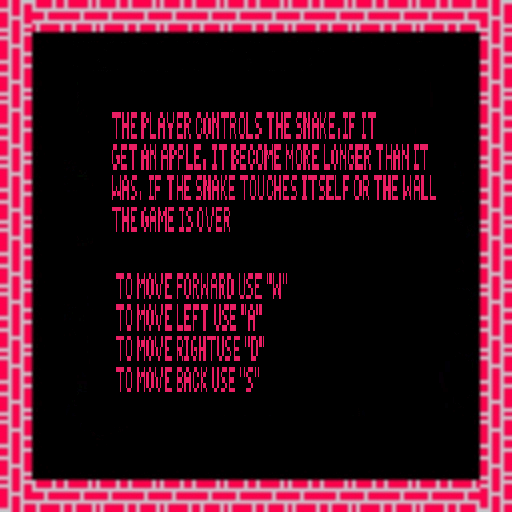 THE PLAYER CONTROLS THE SNAKE.IF IT
GET AN APPLE. IT BECOME MORE LONGER THAN IT
WAS. IF THE SNAKE TOUCHES ITSELF OR THE WALL
THE GAME IS OVER
TO MOVE FORWARD USE "W"
TO MOVE LEFT USE "A"
TO MOVE RIGHTUSE "D"
TO MOVE BACK USE "S"